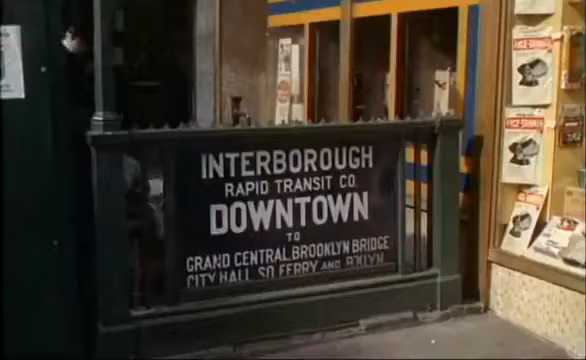 INTERBOROUGH
RAPID TRANSIT CO.
DOWNTOWN
TO
GRAND CENTRAL, BROOKLYN BRIDGE
CITY HALL, SO. FERRY AND B'KLYN